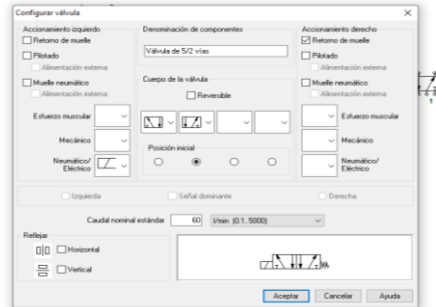 Configurar válvula
Accionamiento izquierdo
Retorno de muelle
Pilotado
Alimentación externa
Muelle neumático
Alimentación externa
Esfuerzo muscular
Mecánico
Neumático/
Eléctrico
Denominación de componentes
Válvula de 5/2 vías
Cuerpo de la válvula
Reversible
Posición inicial
Accionamiento derecho
Retorno de muelle
Pilotado
Alimentación externa
Muelle neumático
Alimentación externa
Esfuerzo muscular
Mecánico
Neumático/
Eléctrico
Izquierda
Señal dominante
Derecha
Caudal nominal estándar 60 l/min (0.1..5000)
Reflejar
Horizontal
Vertical
Aceptar Cancelar Ayuda
1